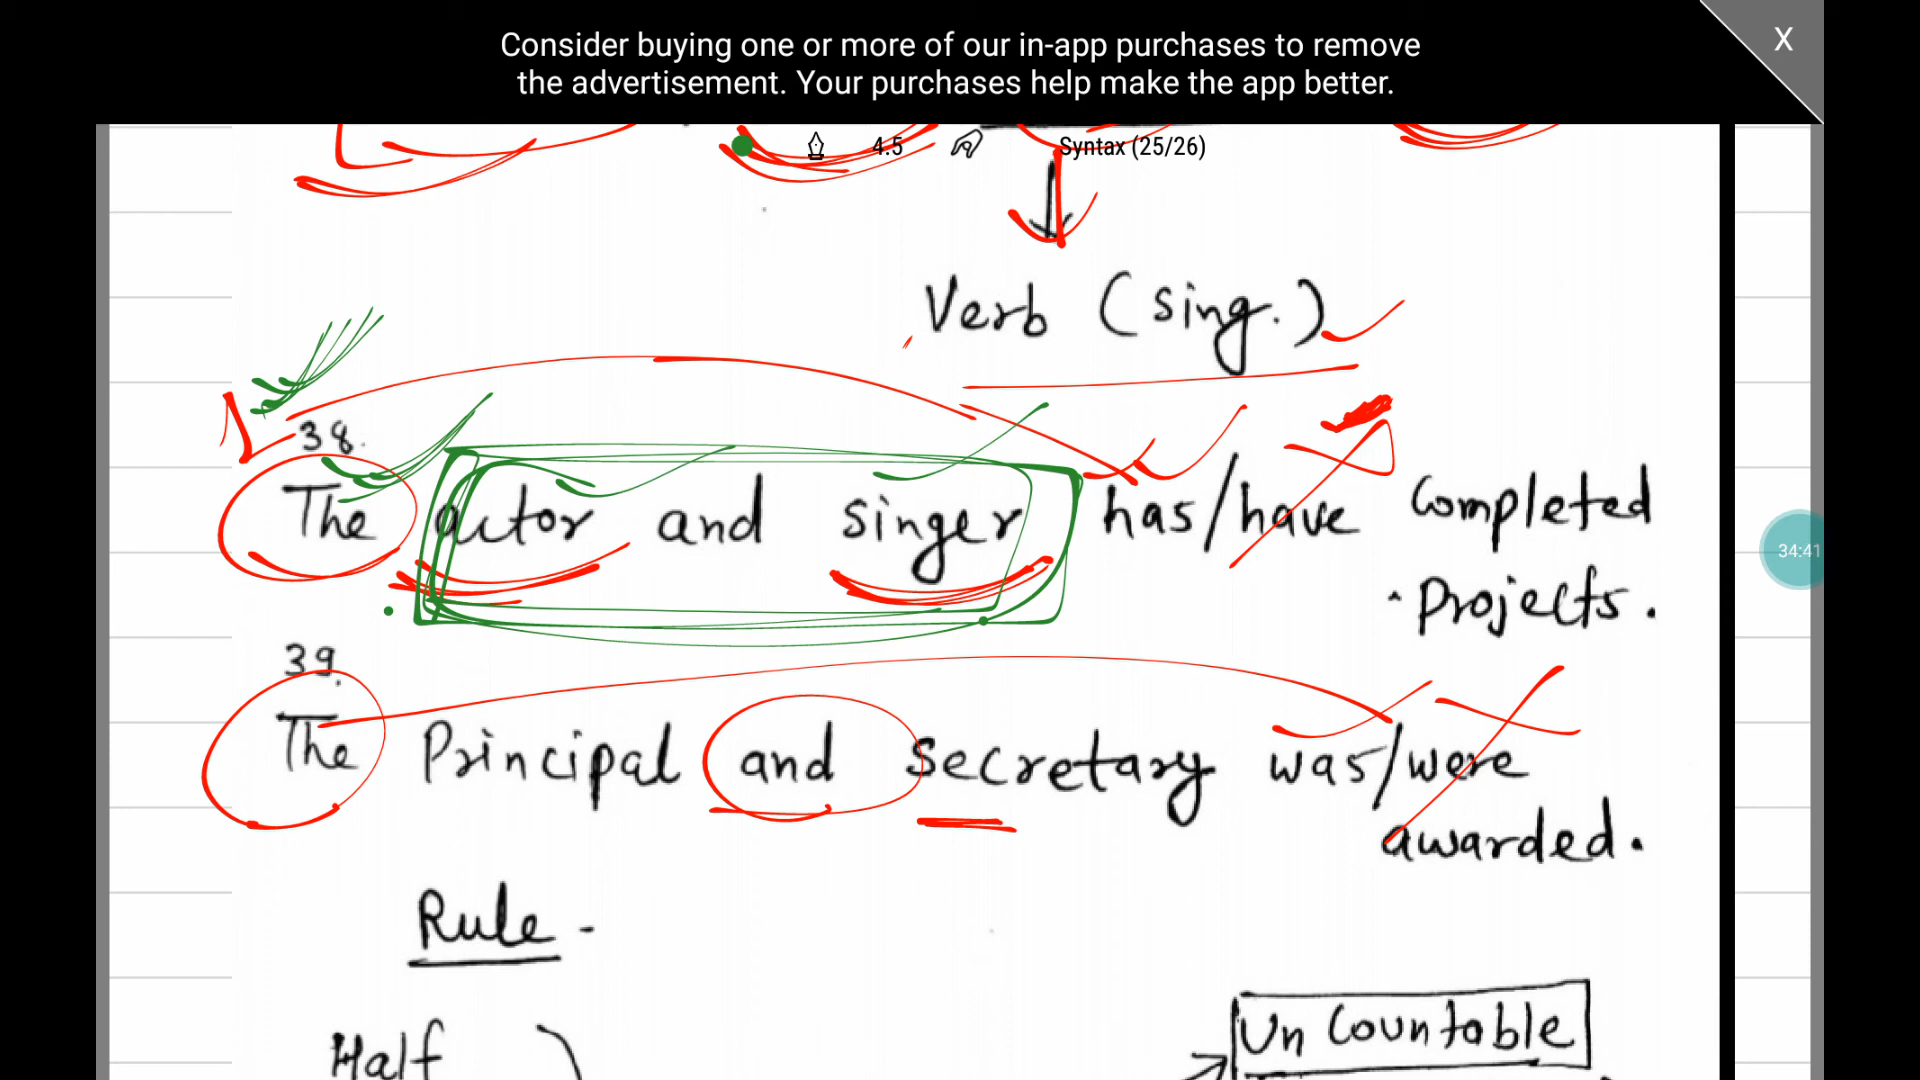 Consider buying one or more of our in-app purchases to remove
the advertisement. Your purchases help make the app better.
X
4.5 Syntax (25/26)
Verb (sing.)
38.
The actor and singer has/have completed
projects.
34:41
39.
The Principal and Secretary was/were
awarded.
Rule -
Un Countable
Half